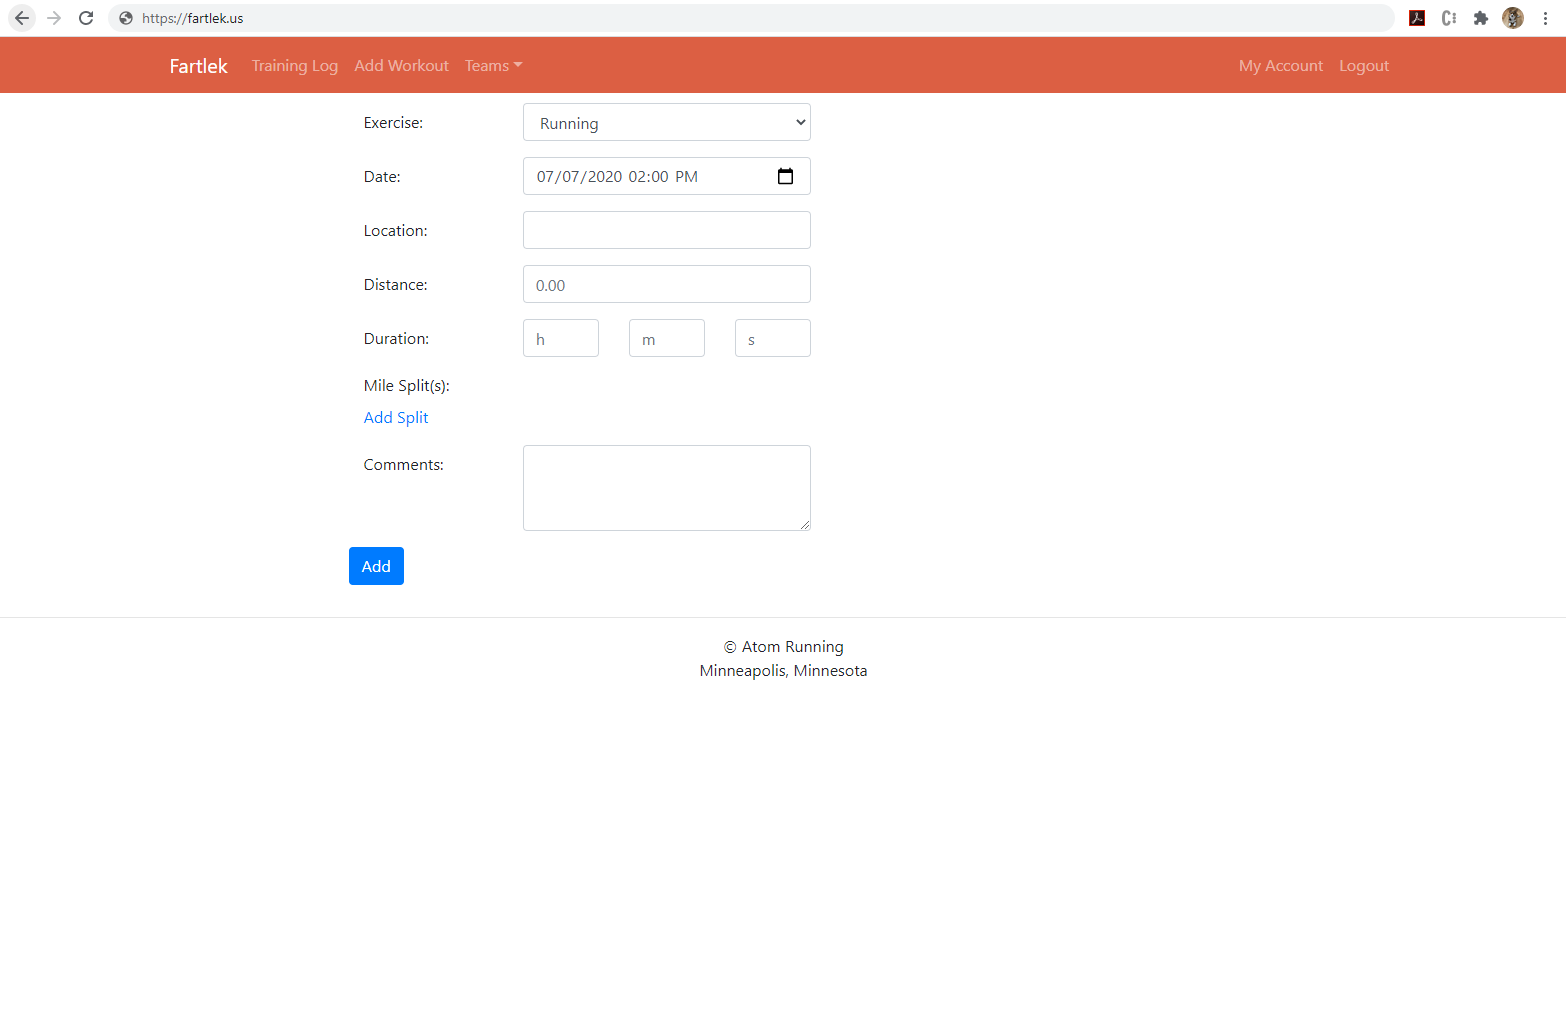 https://fartlek.us
Fartlek Training Log Add Workout Teams My Account Logout
Exercise: Running
Date: 07/07/2020 02:00 PM
Location:
Distance: 0.00
Duration: h m s
Mile Split(s):
Add Split
Comments:
Add
© Atom Running
Minneapolis, Minnesota